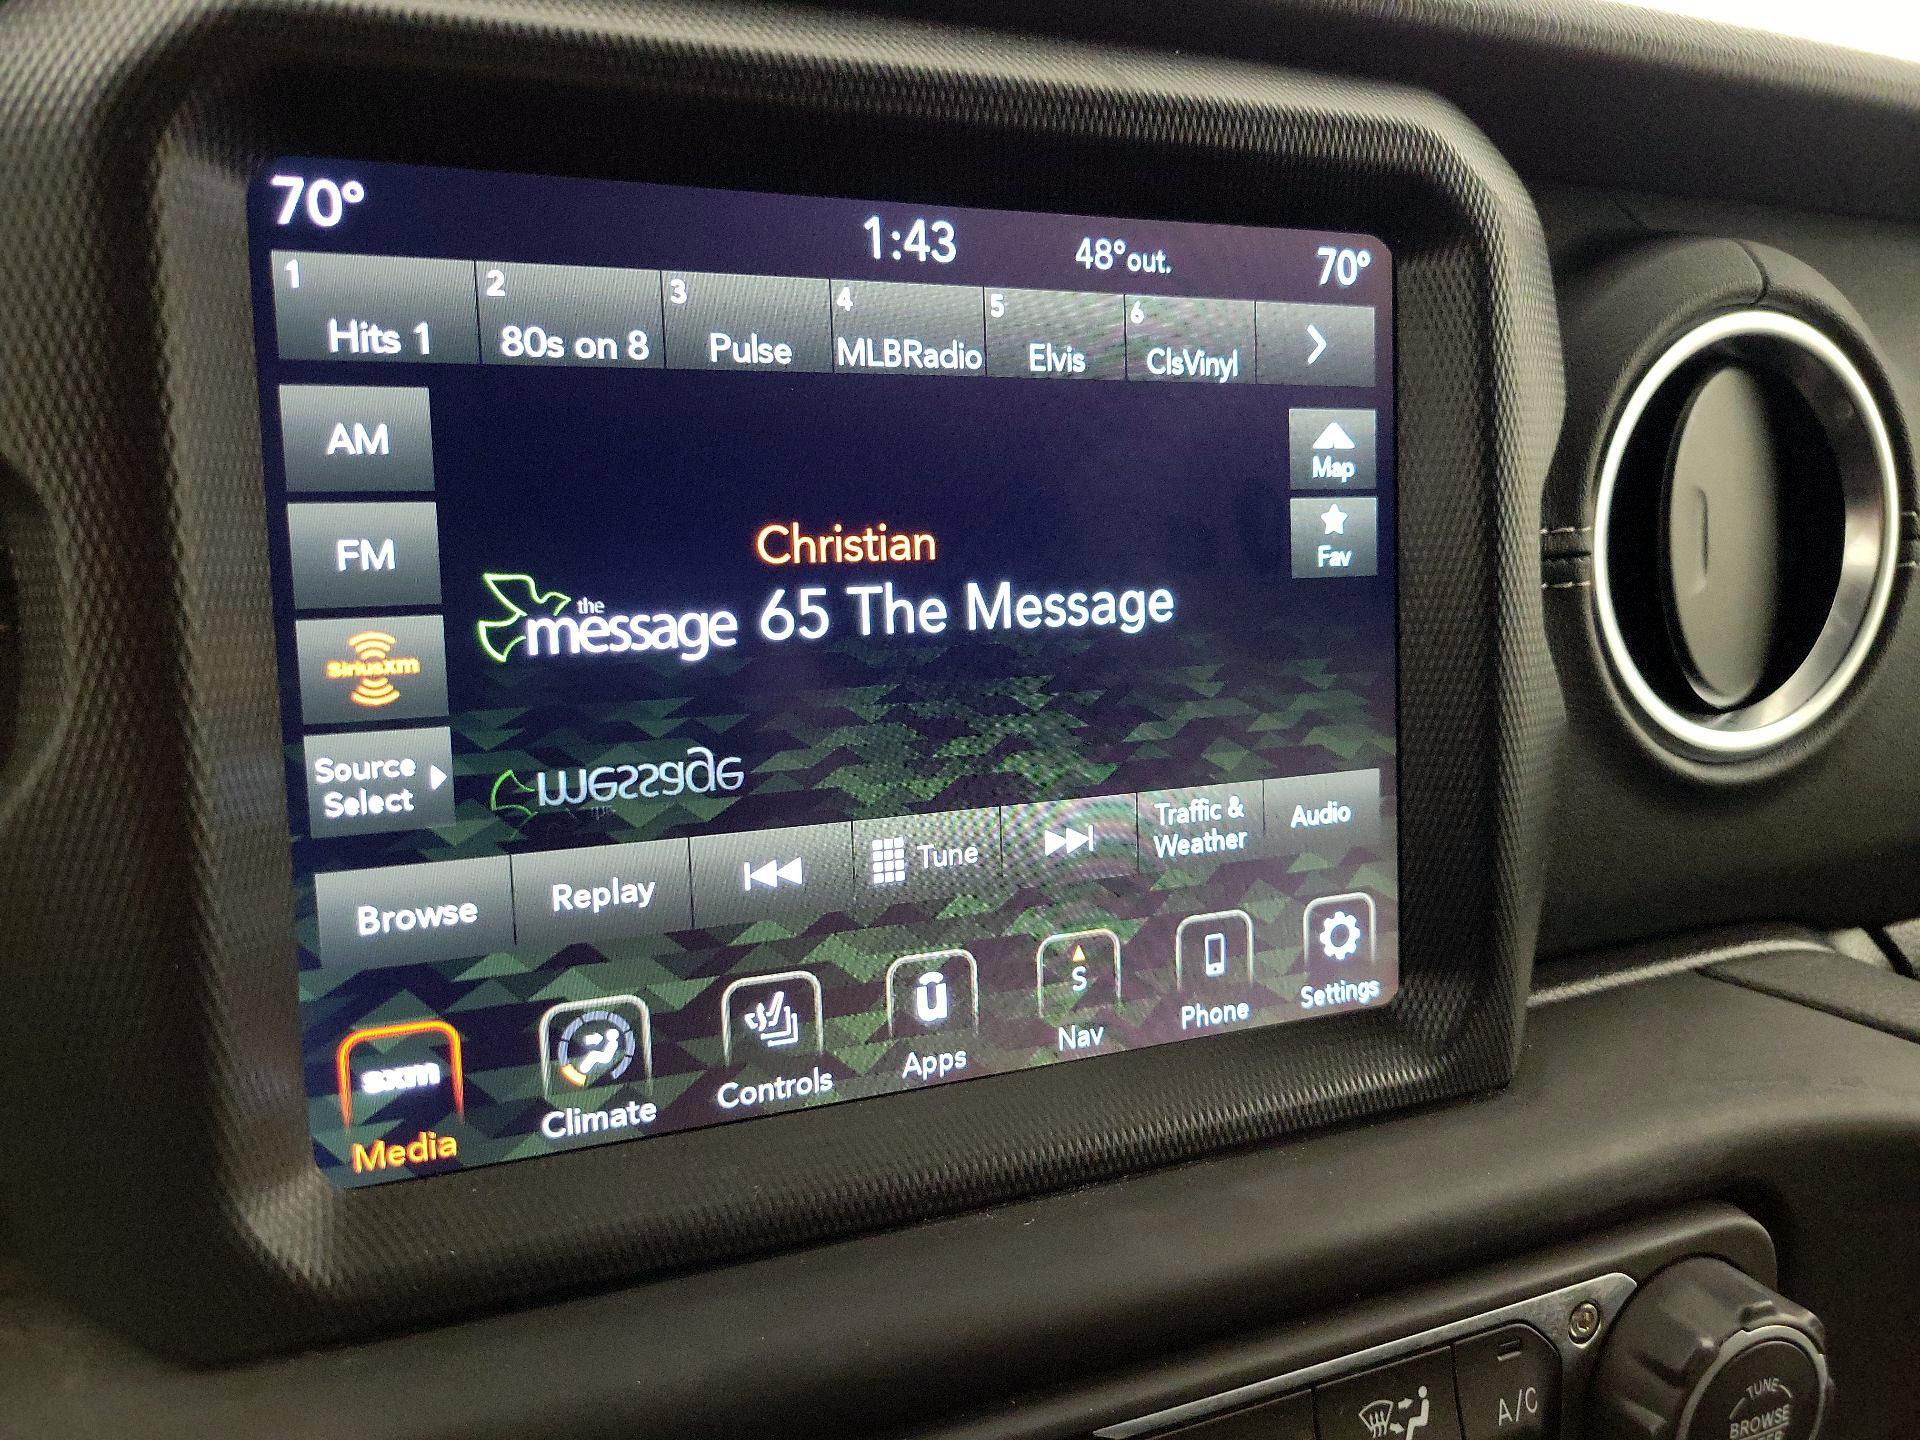 70°
1:43
48°out.
70°
1
Hits 1
2
80s on 8
3
Pulse
4
MLBRadio
5
Elvis
6
ClsVinyl
AM
Map
FM
Fav
Christian
the
message
65 The Message
SiriusXm
Source
Select
message
Browse
Replay
Tune
Traffic &
Weather
Audio
sxm
Media
Climate
Controls
u
Apps
S
Nav
Phone
Settings
A/C
TUNE
BROWSE